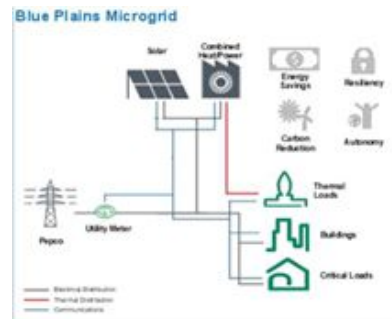 Blue Plains Microgrid
Solar
Combined
Heat/Power
Energy
Savings
Resiliency
Carbon
Reduction
Autonomy
Thermal
Loads
Pepco
Utility Meter
Buildings
Critical Loads
Electrical Distribution
Thermal Distribution
Communications